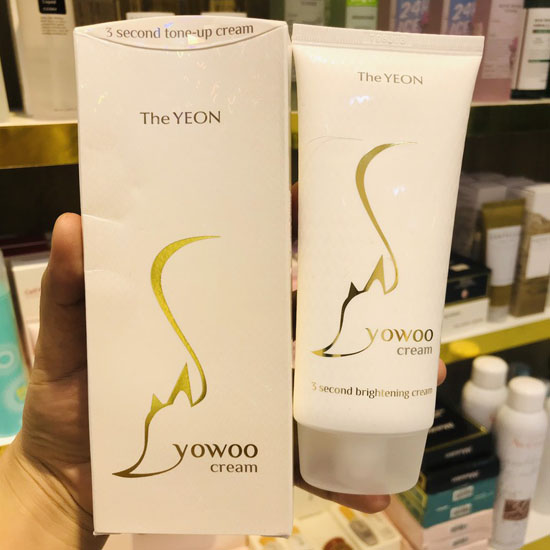 3 second tone-up cream
The YEON
yowoo
cream
The YEON
yowoo
cream
3 second brightening cream